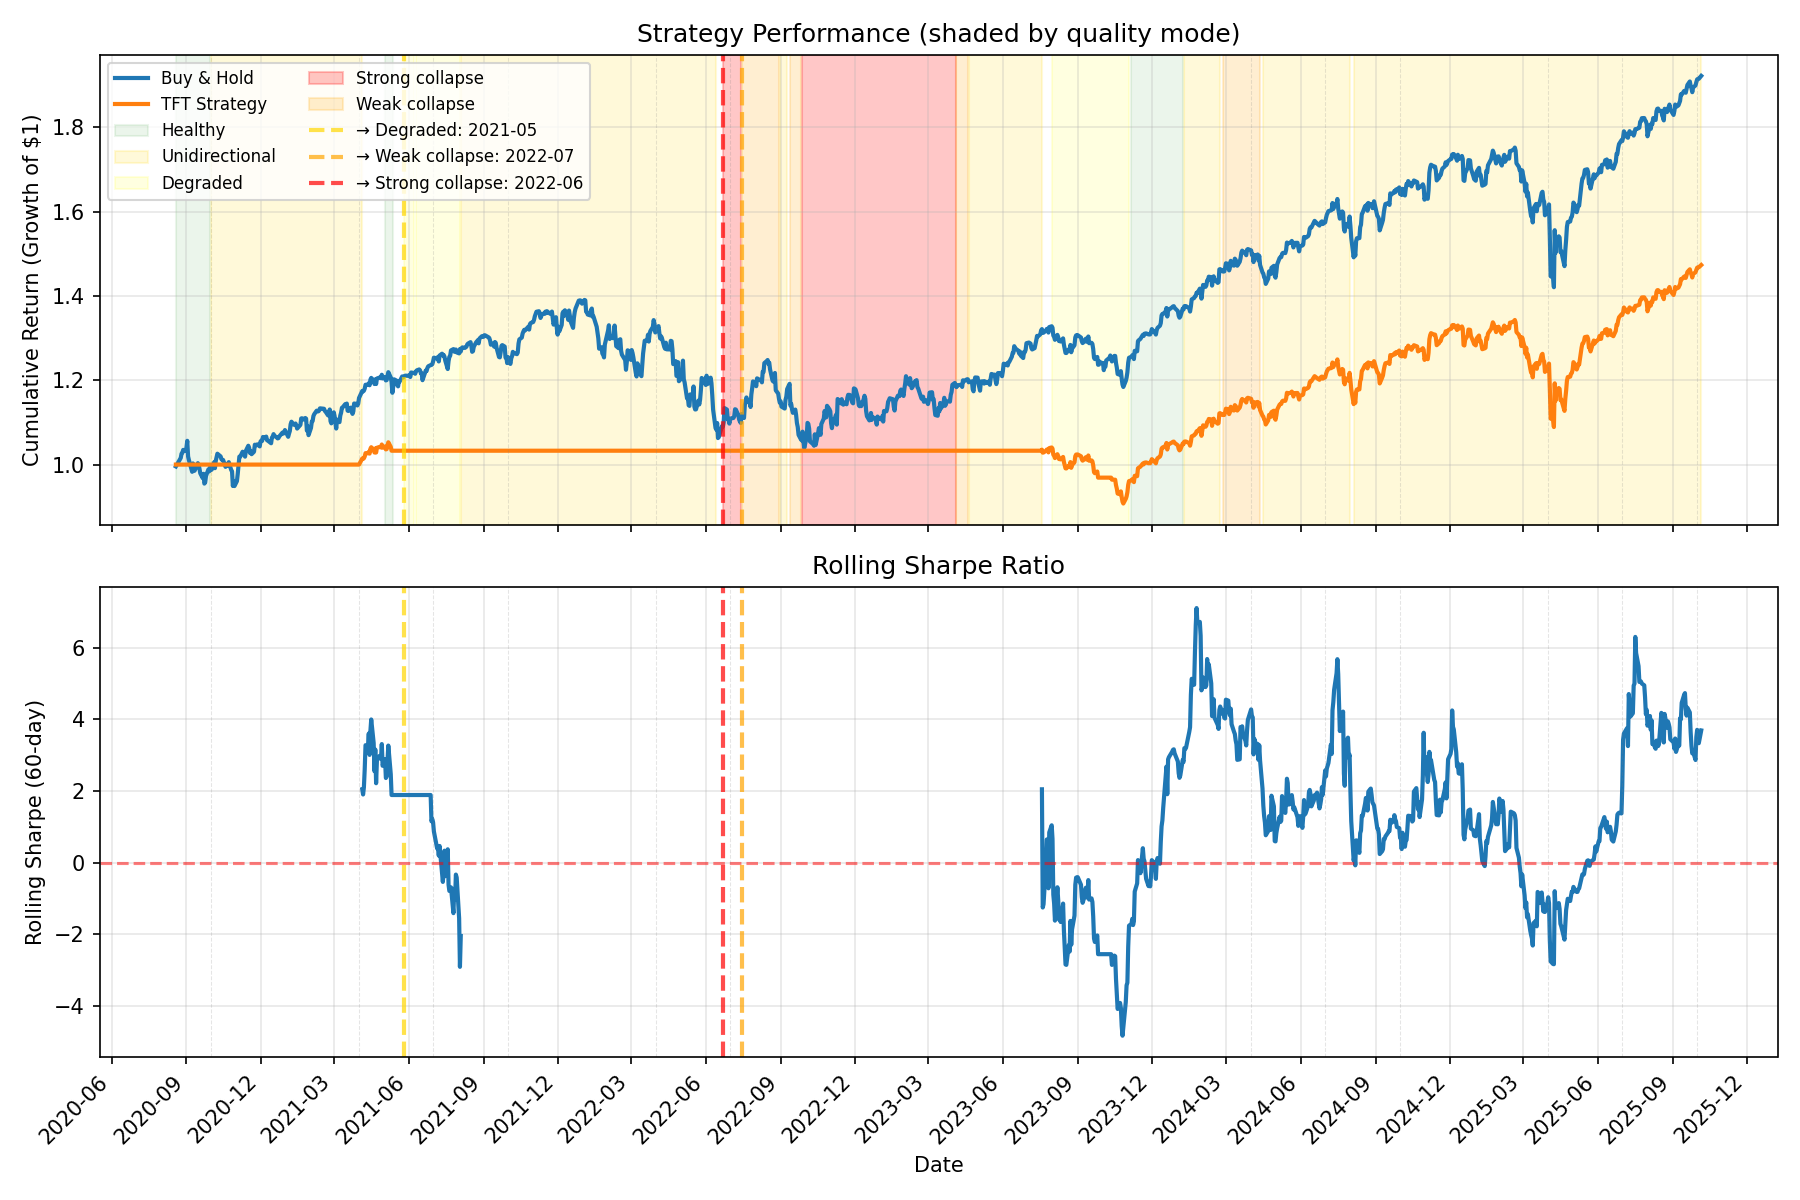 Strategy Performance (shaded by quality mode)
Cumulative Return (Growth of $1)
1.8
1.6
1.4
1.2
1.0
Buy & Hold
TFT Strategy
Healthy
Unidirectional
Degraded
Strong collapse
Weak collapse
→ Degraded: 2021-05
→ Weak collapse: 2022-07
→ Strong collapse: 2022-06
Rolling Sharpe Ratio
Rolling Sharpe (60-day)
6
4
2
0
−2
−4
2020-06
2020-09
2020-12
2021-03
2021-06
2021-09
2021-12
2022-03
2022-06
2022-09
2022-12
2023-03
2023-06
2023-09
2023-12
2024-03
2024-06
2024-09
2024-12
2025-03
2025-06
2025-09
2025-12
Date